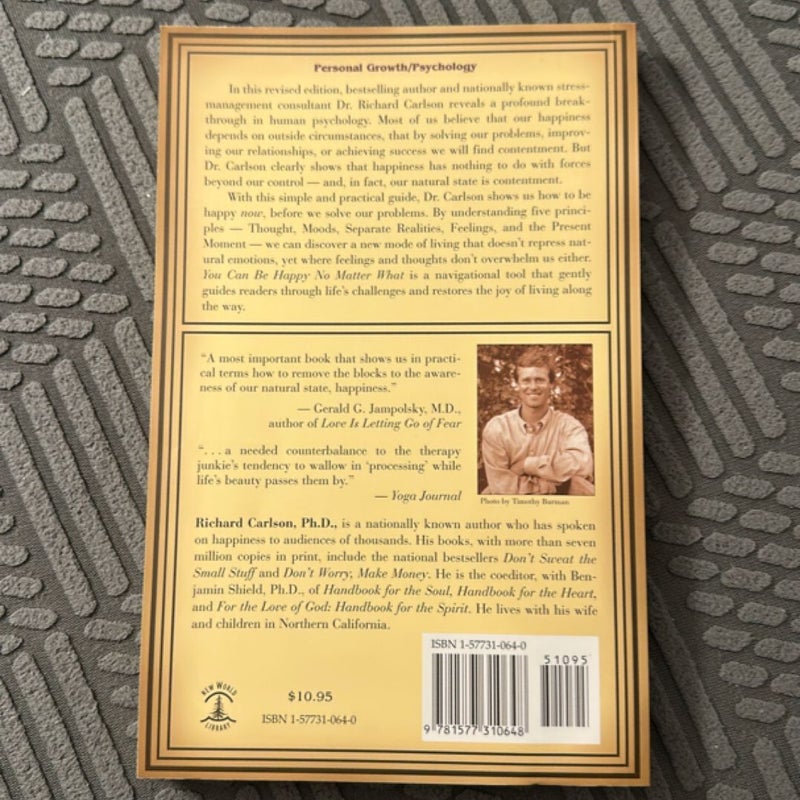 Personal Growth/Psychology
In this revised edition, bestselling author and nationally known stress-
management consultant Dr. Richard Carlson reveals a profound break-
through in human psychology. Most of us believe that our happiness
depends on outside circumstances, that by solving our problems, improv-
ing our relationships, or achieving success we will find contentment. But
Dr. Carlson clearly shows that happiness has nothing to do with forces
beyond our control — and, in fact, our natural state is contentment.
With this simple and practical guide, Dr. Carlson shows us how to be
happy now, before we solve our problems. By understanding five princi-
ples — Thought, Moods, Separate Realities, Feelings, and the Present
Moment — we can discover a new mode of living that doesn't repress nat-
ural emotions, yet where feelings and thoughts don't overwhelm us either.
You Can Be Happy No Matter What is a navigational tool that gently
guides readers through life's challenges and restores the joy of living along
the way.
“A most important book that shows us in practi-
cal terms how to remove the blocks to the aware-
ness of our natural state, happiness.”
— Gerald G. Jampolsky, M.D.,
author of Love Is Letting Go of Fear
“. . . a needed counterbalance to the therapy
junkie's tendency to wallow in ‘processing’ while
life's beauty passes them by.”
— Yoga Journal
Photo by Timothy Burman
Richard Carlson, Ph.D., is a nationally known author who has spoken
on happiness to audiences of thousands. His books, with more than seven
million copies in print, include the national bestsellers Don't Sweat the
Small Stuff and Don't Worry, Make Money. He is the coeditor, with Ben-
jamin Shield, Ph.D., of Handbook for the Soul, Handbook for the Heart,
and For the Love of God: Handbook for the Spirit. He lives with his wife
and children in Northern California.
NEW WORLD
LIBRARY
$10.95
ISBN 1-57731-064-0
ISBN 1-57731-064-0
51095
9 781577 310648